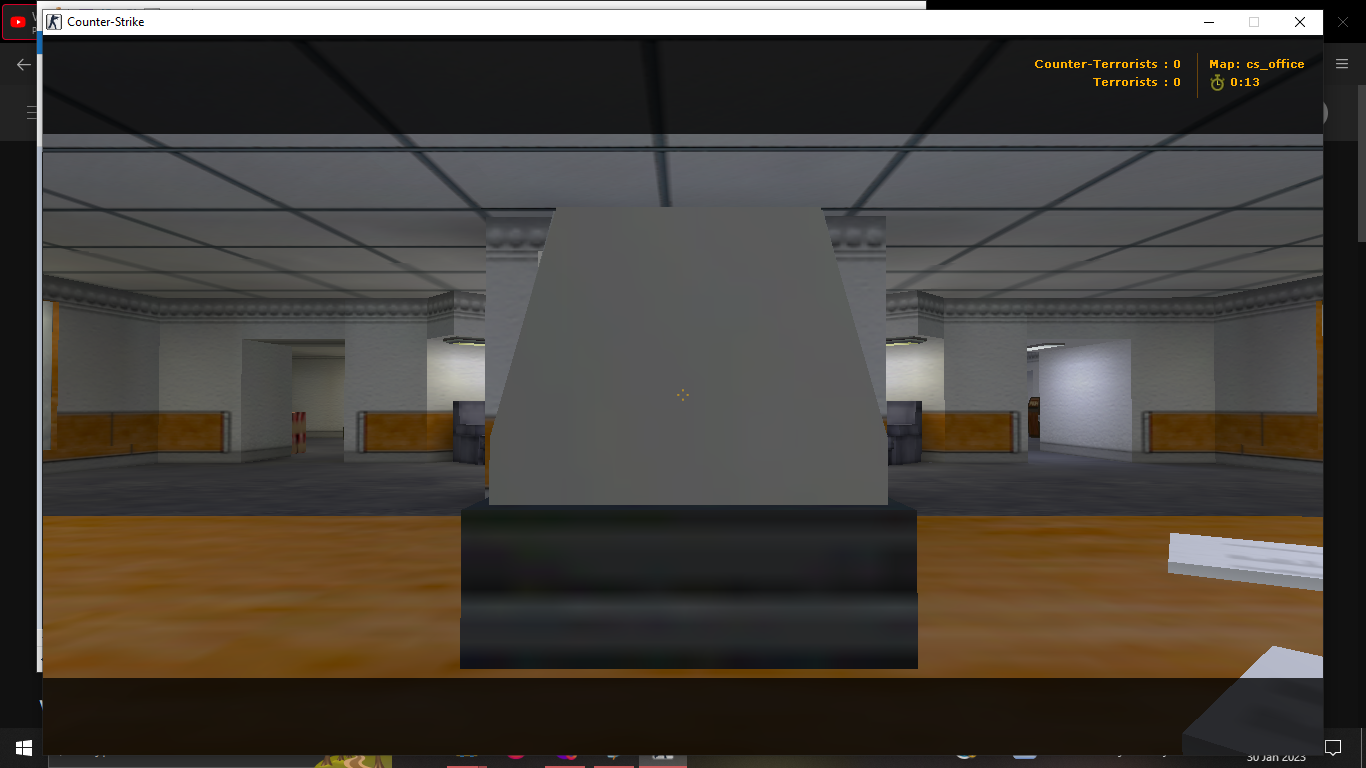 Counter-Strike
Counter-Terrorists : 0
Terrorists : 0
Map: cs_office
0:13
30 Jan 2023